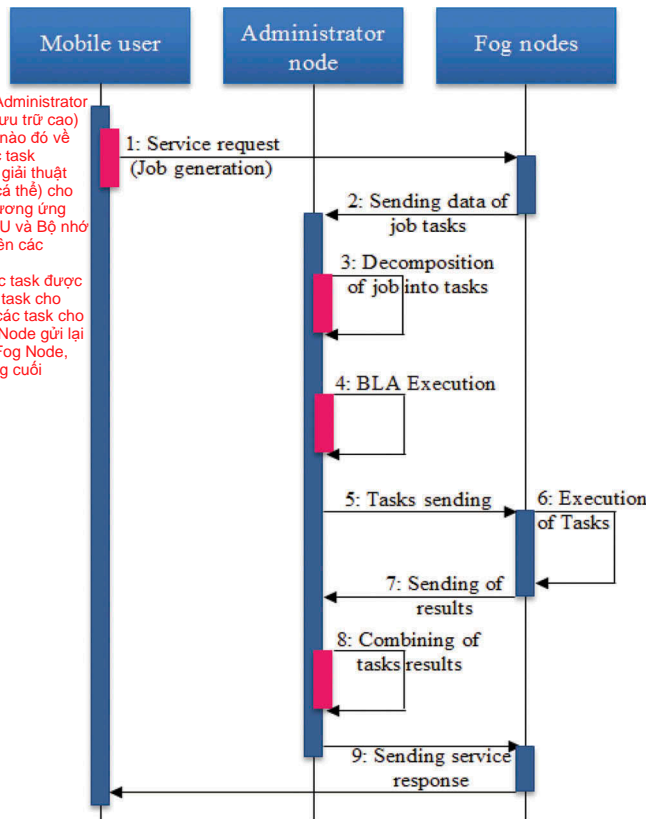 Mobile user
Administrator
node
Fog nodes
Administrator
ưu trữ cao)
nào đó về
c task
giải thuật
cá thể) cho
ương ứng
U và Bộ nhớ
ên các
c task được
task cho
các task cho
Node gửi lại
Fog Node,
g cuối
1: Service request
(Job generation)
2: Sending data of
job tasks
3: Decomposition
of job into tasks
4: BLA Execution
5: Tasks sending
6: Execution
of Tasks
7: Sending of
results
8: Combining of
tasks results
9: Sending service
response